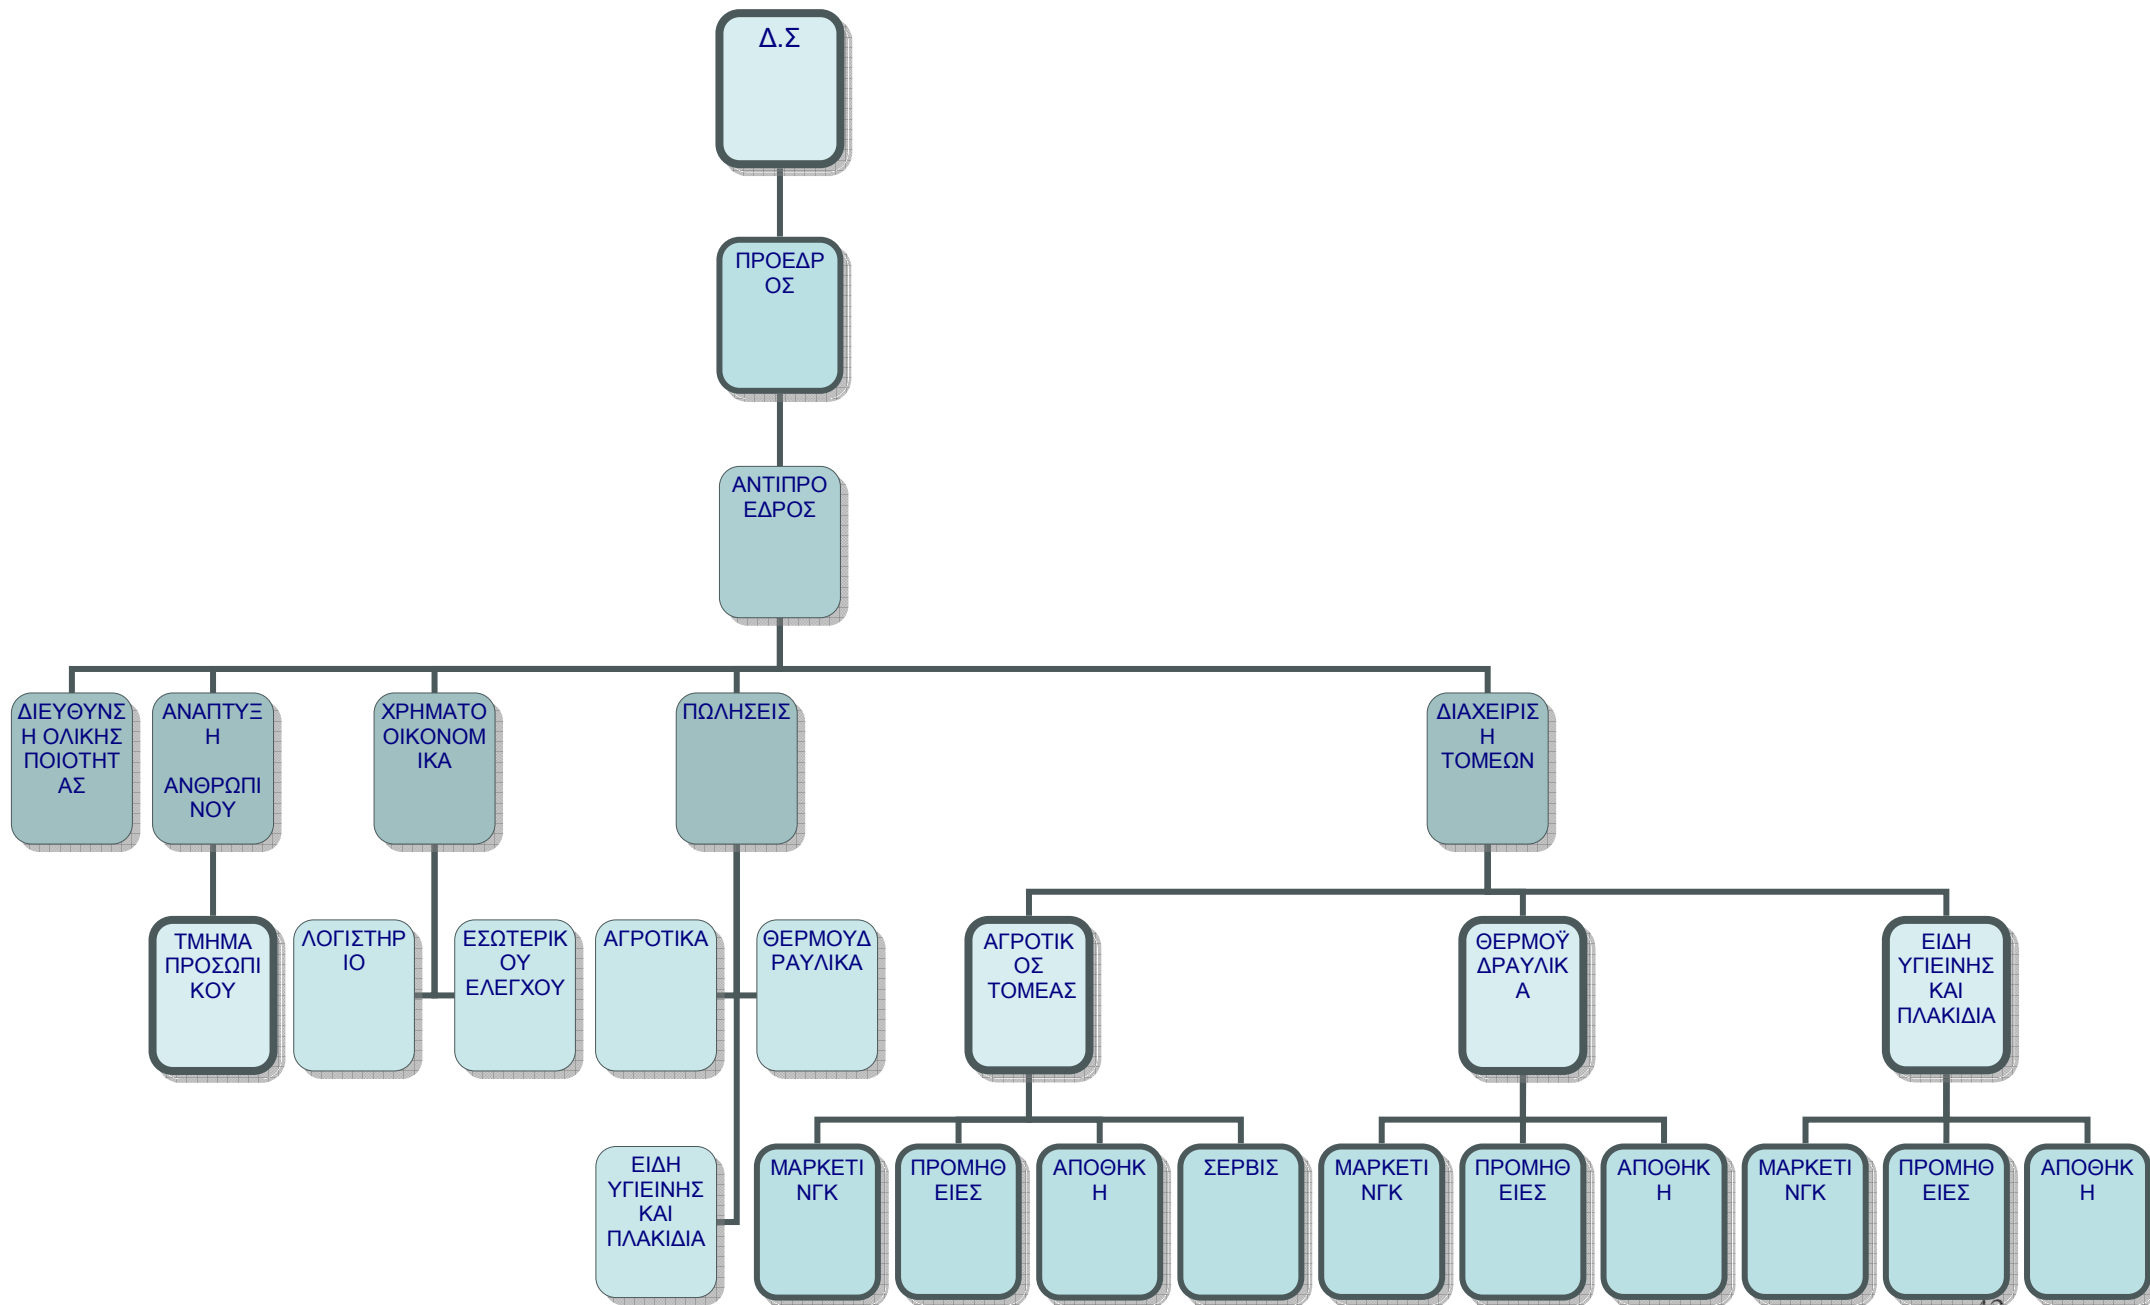 Δ.Σ
ΠΡΟΕΔΡ
ΟΣ
ΑΝΤΙΠΡΟ
ΕΔΡΟΣ
ΔΙΕΥΘΥΝΣ
Η ΟΛΙΚΗΣ
ΠΟΙΟΤΗΤ
ΑΣ
ΑΝΑΠΤΥΞ
Η
ΑΝΘΡΩΠΙ
ΝΟΥ
ΧΡΗΜΑΤΟ
ΟΙΚΟΝΟΜ
ΙΚΑ
ΠΩΛΗΣΕΙΣ
ΔΙΑΧΕΙΡΙΣ
Η
ΤΟΜΕΩΝ
ΤΜΗΜΑ
ΠΡΟΣΩΠΙ
ΚΟΥ
ΛΟΓΙΣΤΗΡ
ΙΟ
ΕΣΩΤΕΡΙΚ
ΟΥ
ΕΛΕΓΧΟΥ
ΑΓΡΟΤΙΚΑ
ΘΕΡΜΟΥΔ
ΡΑΥΛΙΚΑ
ΑΓΡΟΤΙΚ
ΟΣ
ΤΟΜΕΑΣ
ΘΕΡΜΟΫ
ΔΡΑΥΛΙΚ
Α
ΕΙΔΗ
ΥΓΙΕΙΝΗΣ
ΚΑΙ
ΠΛΑΚΙΔΙΑ
ΕΙΔΗ
ΥΓΙΕΙΝΗΣ
ΚΑΙ
ΠΛΑΚΙΔΙΑ
ΜΑΡΚΕΤΙ
ΝΓΚ
ΠΡΟΜΗΘ
ΕΙΕΣ
ΑΠΟΘΗΚ
Η
ΣΕΡΒΙΣ
ΜΑΡΚΕΤΙ
ΝΓΚ
ΠΡΟΜΗΘ
ΕΙΕΣ
ΑΠΟΘΗΚ
Η
ΜΑΡΚΕΤΙ
ΝΓΚ
ΠΡΟΜΗΘ
ΕΙΕΣ
ΑΠΟΘΗΚ
Η